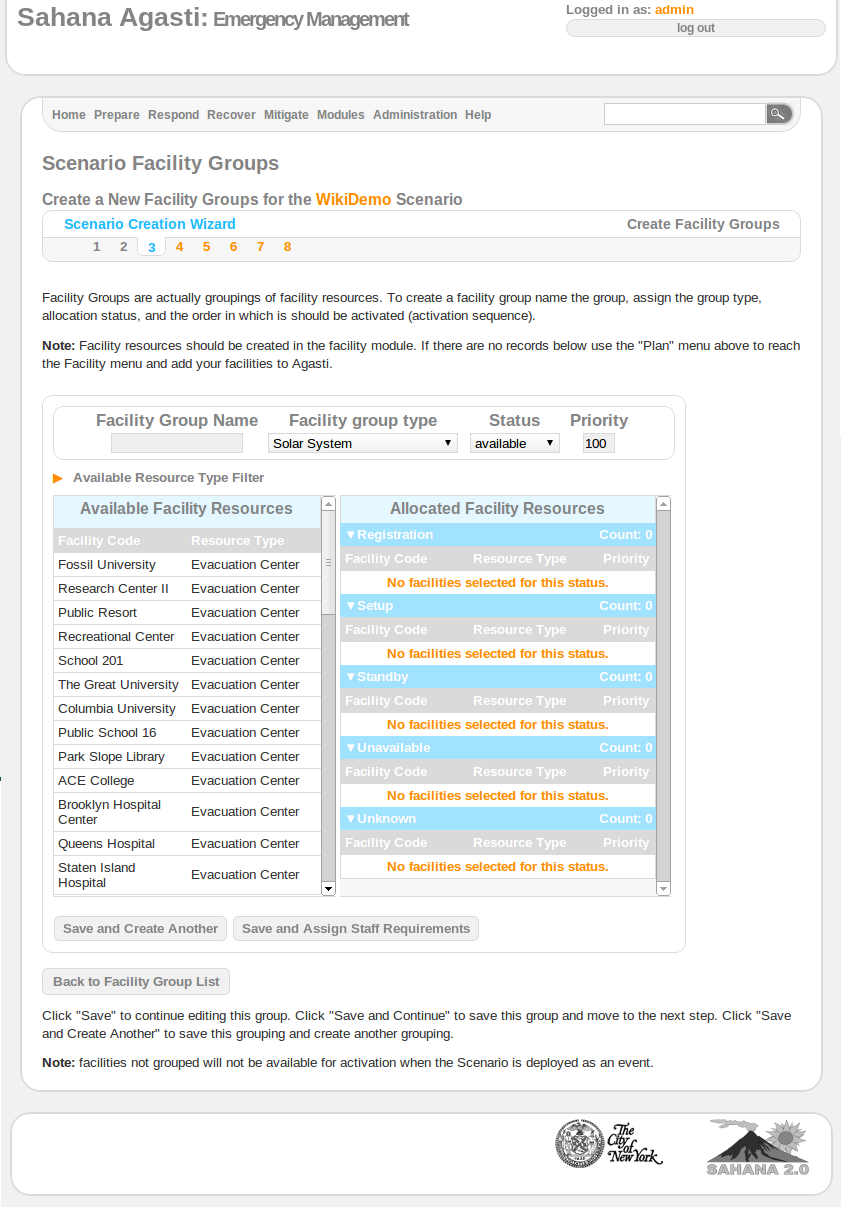 Sahana Agasti: Emergency Management
Logged in as: admin
log out
Home Prepare Respond Recover Mitigate Modules Administration Help
Scenario Facility Groups
Create a New Facility Groups for the WikiDemo Scenario
Scenario Creation Wizard Create Facility Groups
1 2 3 4 5 6 7 8
Facility Groups are actually groupings of facility resources. To create a facility group name the group, assign the group type,
allocation status, and the order in which is should be activated (activation sequence).
Note: Facility resources should be created in the facility module. If there are no records below use the "Plan" menu above to reach
the Facility menu and add your facilities to Agasti.
Facility Group Name Facility group type Status Priority
Solar System available 100
Available Resource Type Filter
Available Facility Resources
Facility Code Resource Type
Fossil University Evacuation Center
Research Center II Evacuation Center
Public Resort Evacuation Center
Recreational Center Evacuation Center
School 201 Evacuation Center
The Great University Evacuation Center
Columbia University Evacuation Center
Public School 16 Evacuation Center
Park Slope Library Evacuation Center
ACE College Evacuation Center
Brooklyn Hospital
Center Evacuation Center
Queens Hospital Evacuation Center
Staten Island
Hospital Evacuation Center
Allocated Facility Resources
▼Registration Count: 0
Facility Code Resource Type Priority
No facilities selected for this status.
▼Setup Count: 0
Facility Code Resource Type Priority
No facilities selected for this status.
▼Standby Count: 0
Facility Code Resource Type Priority
No facilities selected for this status.
▼Unavailable Count: 0
Facility Code Resource Type Priority
No facilities selected for this status.
▼Unknown Count: 0
Facility Code Resource Type Priority
No facilities selected for this status.
Save and Create Another Save and Assign Staff Requirements
Back to Facility Group List
Click "Save" to continue editing this group. Click "Save and Continue" to save this group and move to the next step. Click "Save
and Create Another" to save this grouping and create another grouping.
Note: facilities not grouped will not be available for activation when the Scenario is deployed as an event.
The
City
of
New York
SAHANA 2.0